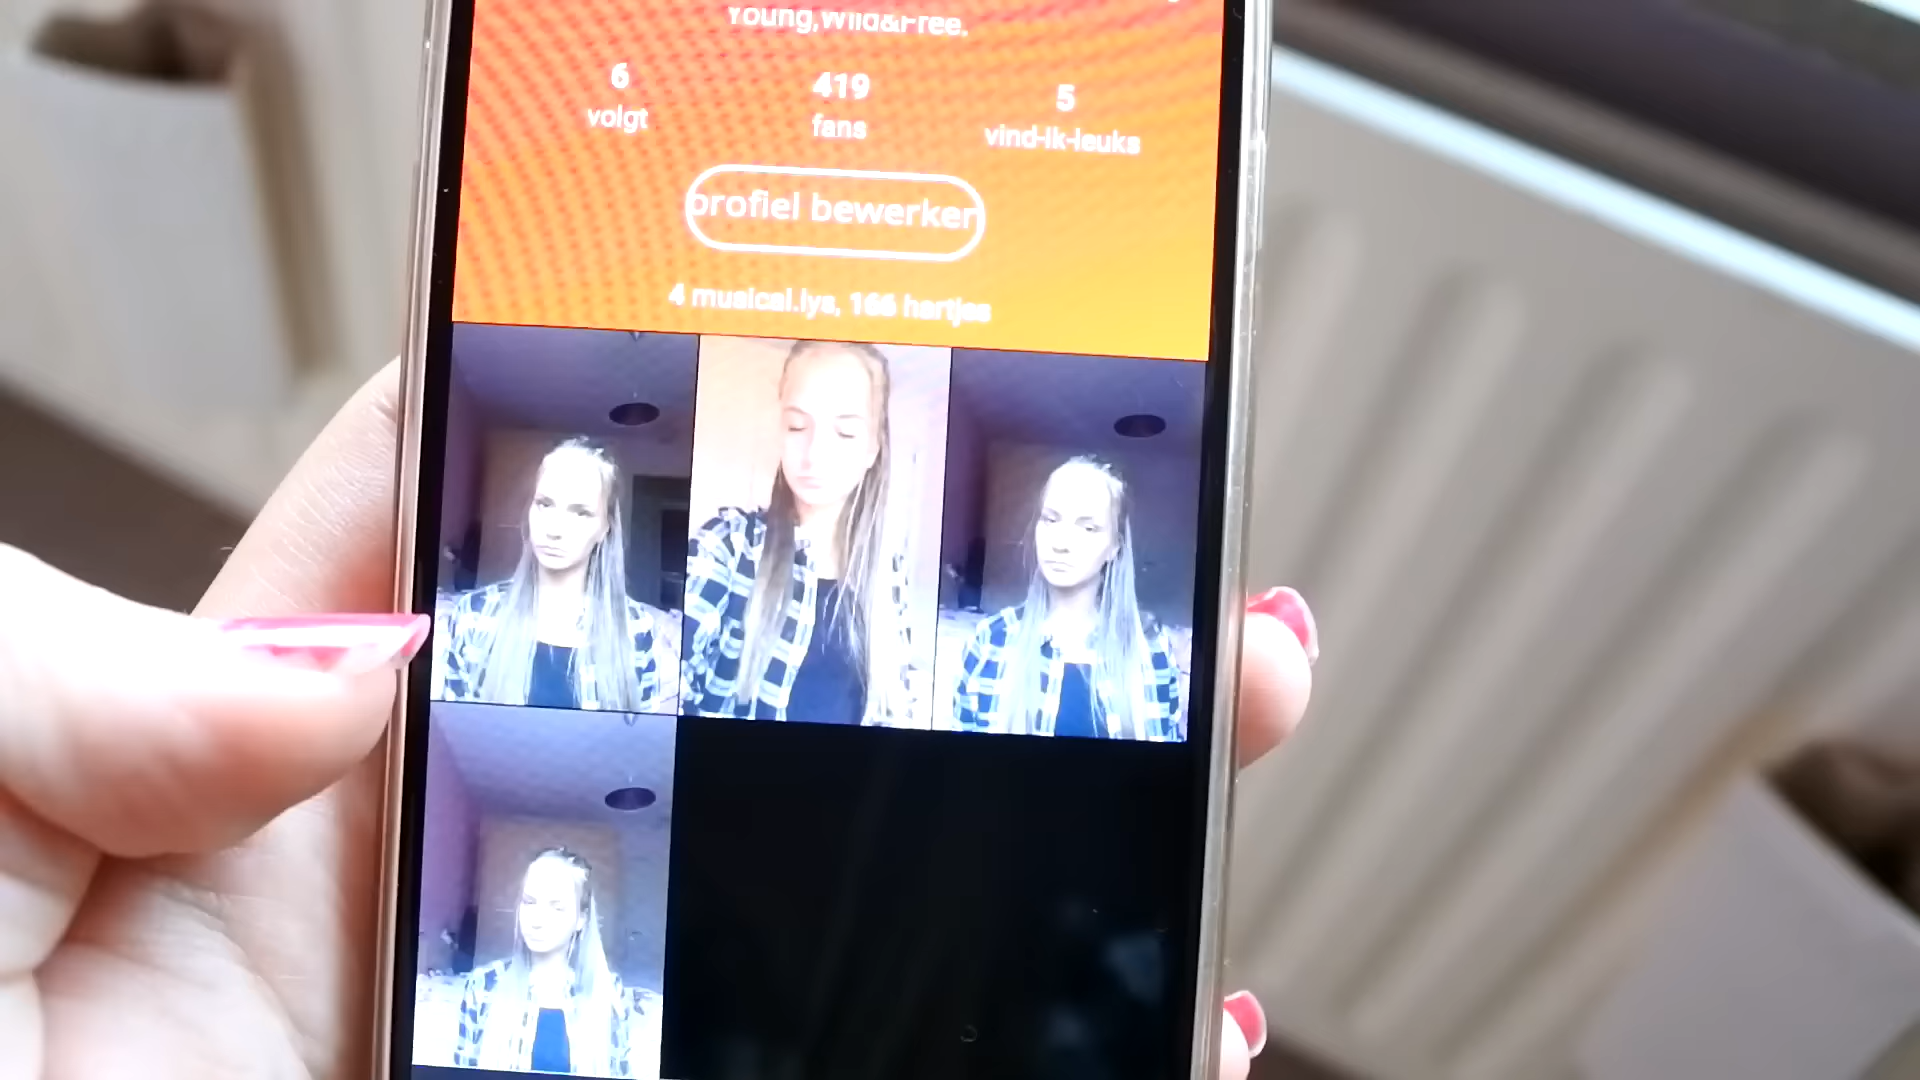 Young,Wild&Free.
6 419 5
volgt fans vind-ik-leuks
profiel bewerken
4 musical.lys, 166 hartjes